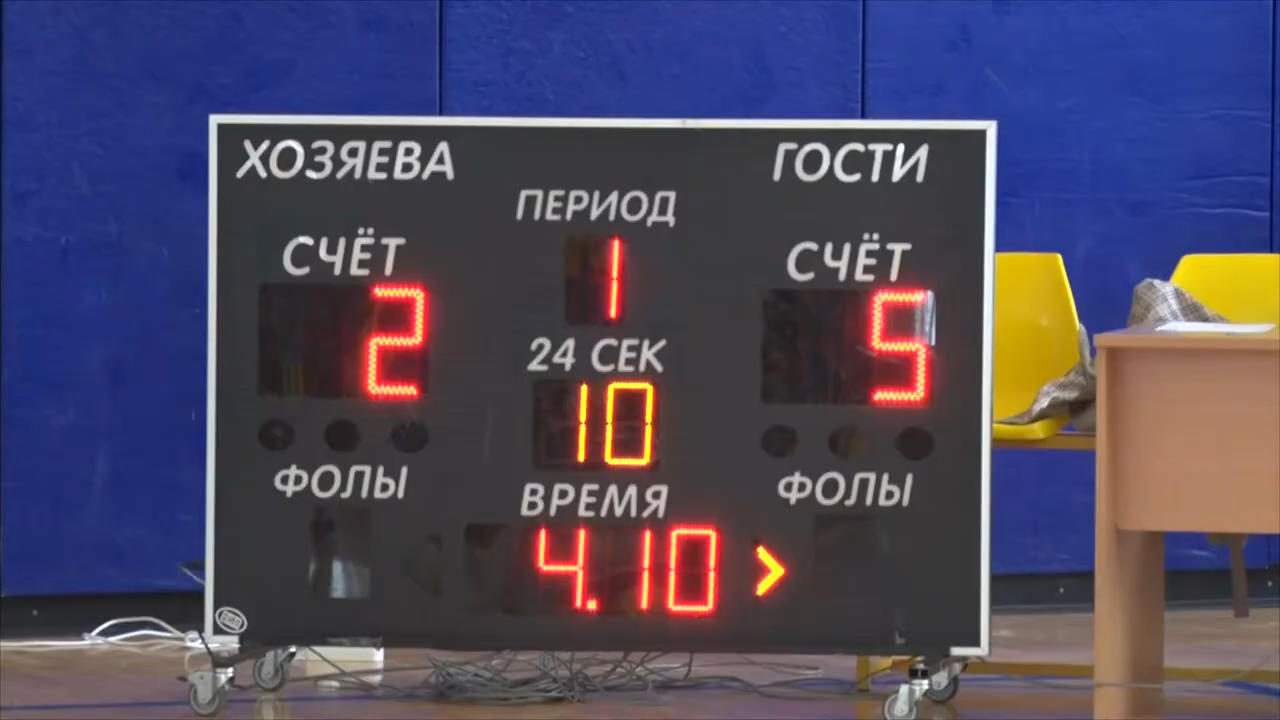 ХОЗЯЕВА
ГОСТИ
ПЕРИОД
1
СЧЁТ
СЧЁТ
2
5
24 СЕК
10
ФОЛЫ
ФОЛЫ
ВРЕМЯ
4.10 >